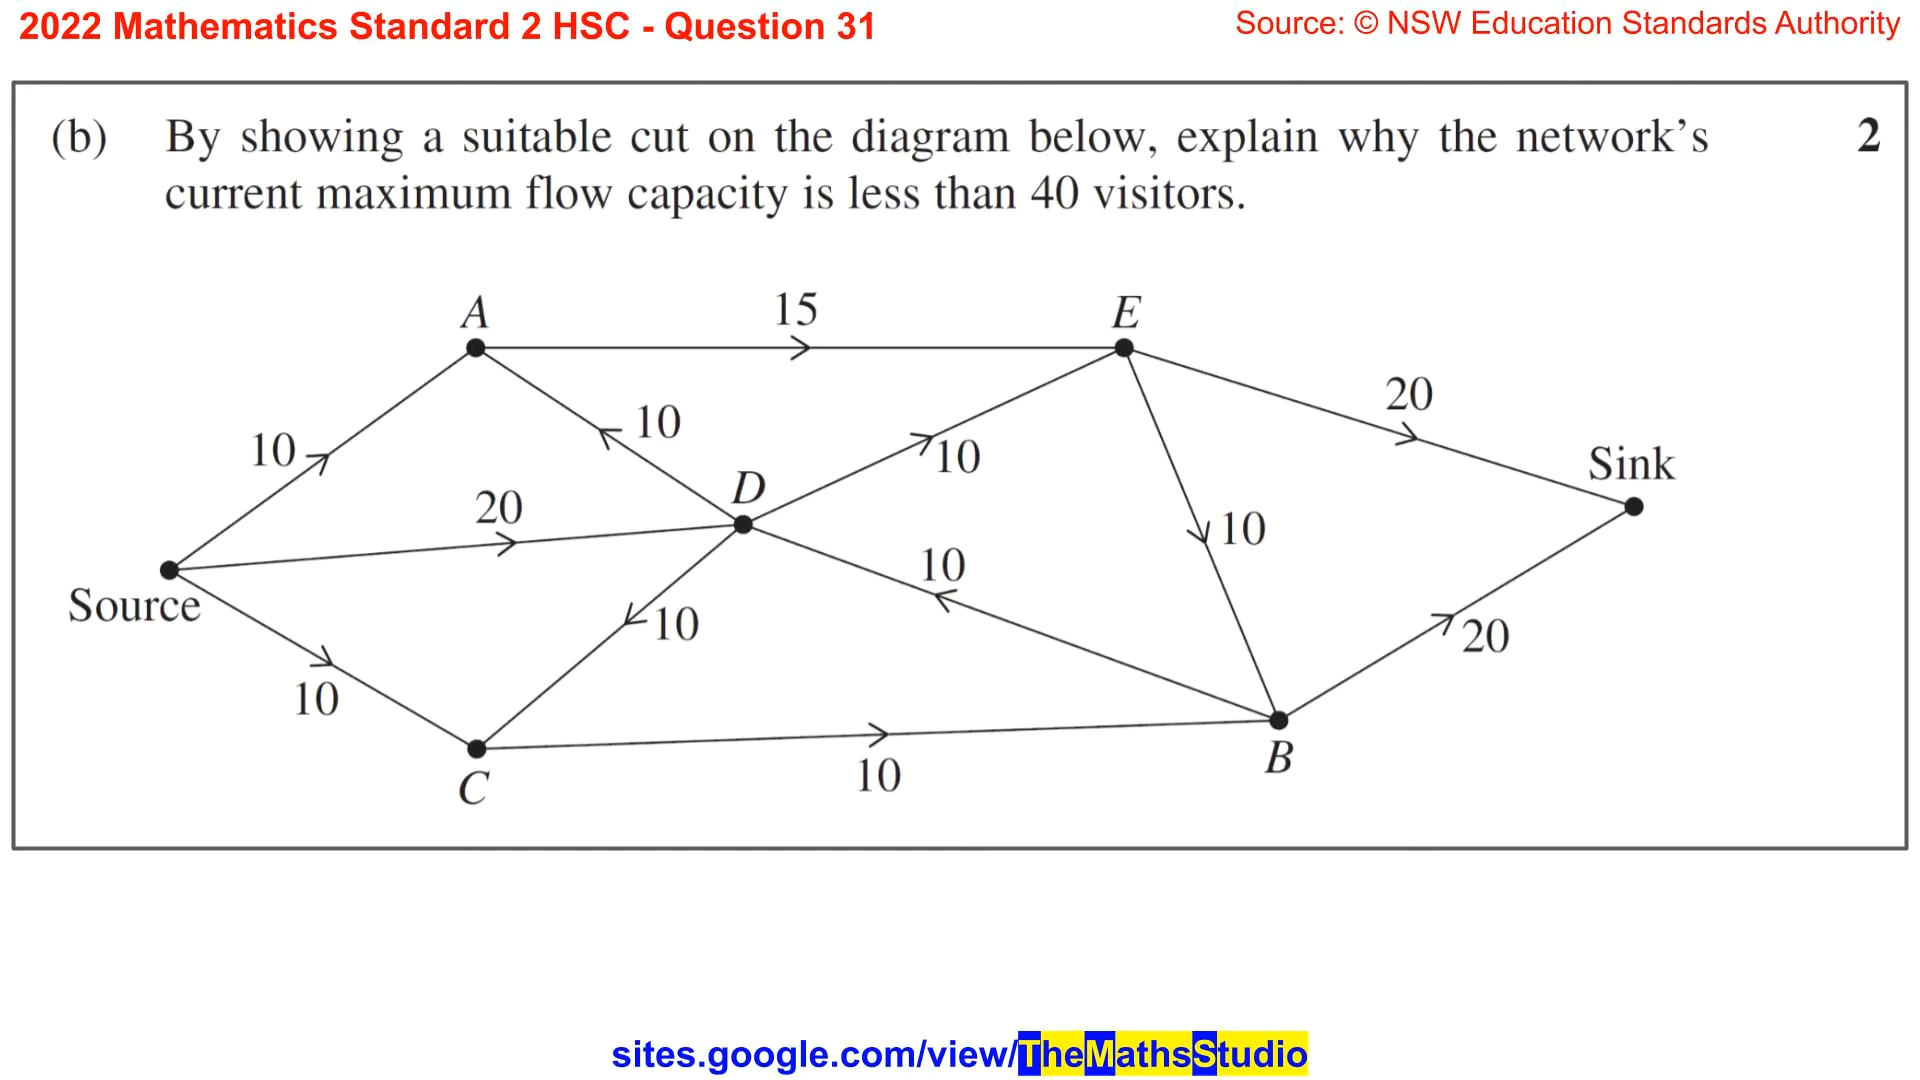 2022 Mathematics Standard 2 HSC - Question 31
Source: © NSW Education Standards Authority
(b) By showing a suitable cut on the diagram below, explain why the network's 2
current maximum flow capacity is less than 40 visitors.
A 15 E
20
10 10
10
Sink
D
20
10
10
Source
10
20
10
B
C 10
sites.google.com/view/TheMathsStudio
10